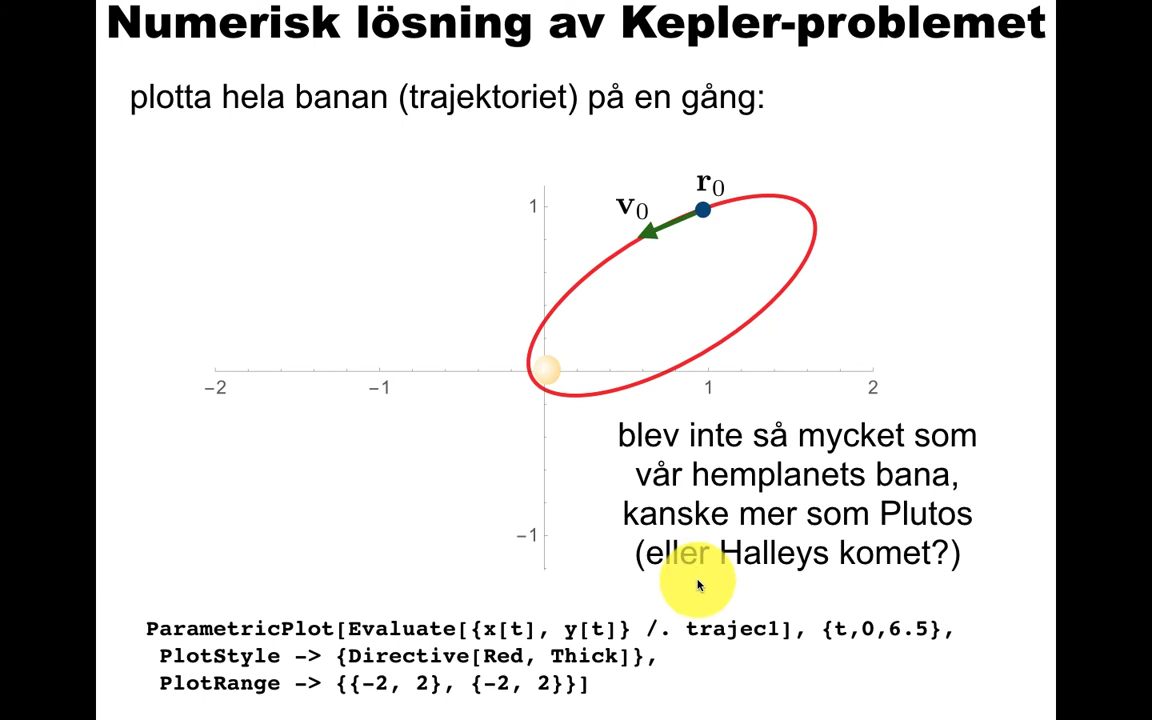 Numerisk lösning av Kepler-problemet
plotta hela banan (trajektoriet) på en gång:
r0
v0
1
−2
−1
1
2
−1
blev inte så mycket som
vår hemplanets bana,
kanske mer som Plutos
(eller Halleys komet?)
ParametricPlot[Evaluate[{x[t], y[t]} /. trajec1], {t,0,6.5},
PlotStyle -> {Directive[Red, Thick]},
PlotRange -> {{-2, 2}, {-2, 2}}]